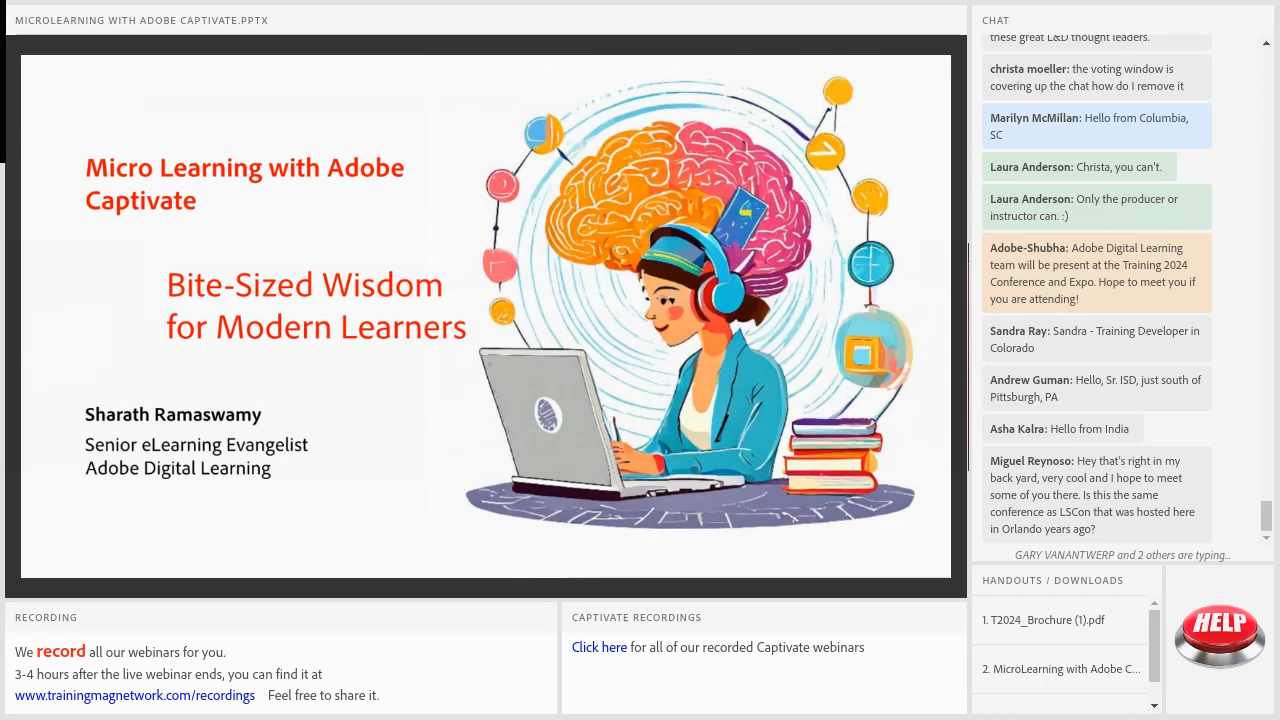 MICROLEARNING WITH ADOBE CAPTIVATE.PPTX
Micro Learning with Adobe
Captivate
Bite-Sized Wisdom
for Modern Learners
Sharath Ramaswamy
Senior eLearning Evangelist
Adobe Digital Learning
RECORDING
We record all our webinars for you.
3-4 hours after the live webinar ends, you can find it at
www.trainingmagnetwork.com/recordings Feel free to share it.
CAPTIVATE RECORDINGS
Click here for all of our recorded Captivate webinars
CHAT
these great L&D thought leaders.
christa moeller: the voting window is
covering up the chat how do I remove it
Marilyn McMillan: Hello from Columbia,
SC
Laura Anderson: Christa, you can't.
Laura Anderson: Only the producer or
instructor can. :)
Adobe-Shubha: Adobe Digital Learning
team will be present at the Training 2024
Conference and Expo. Hope to meet you if
you are attending!
Sandra Ray: Sandra - Training Developer in
Colorado
Andrew Guman: Hello, Sr. ISD, just south of
Pittsburgh, PA
Asha Kalra: Hello from India
Miguel Reynoso: Hey that's right in my
back yard, very cool and I hope to meet
some of you there. Is this the same
conference as LSCon that was hosted here
in Orlando years ago?
GARY VANANTWERP and 2 others are typing...
HANDOUTS / DOWNLOADS
1. T2024_Brochure (1).pdf
2. MicroLearning with Adobe C...
HELP